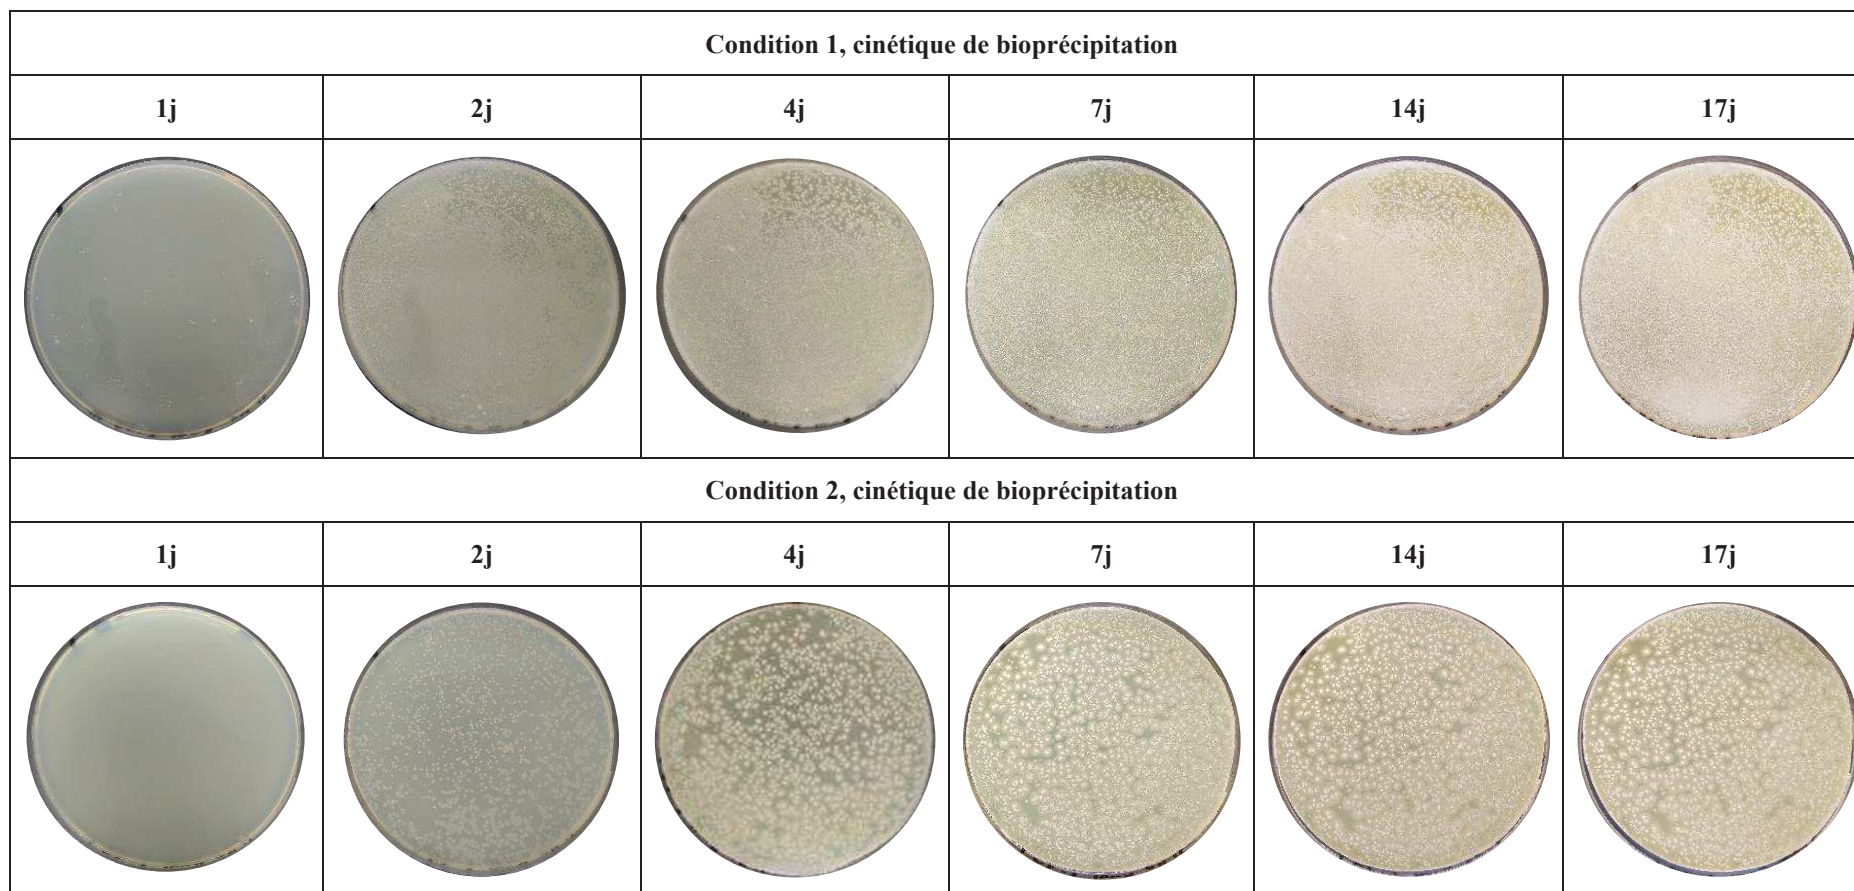 Condition 1, cinétique de bioprécipitation
1j 2j 4j 7j 14j 17j
Condition 2, cinétique de bioprécipitation
1j 2j 4j 7j 14j 17j